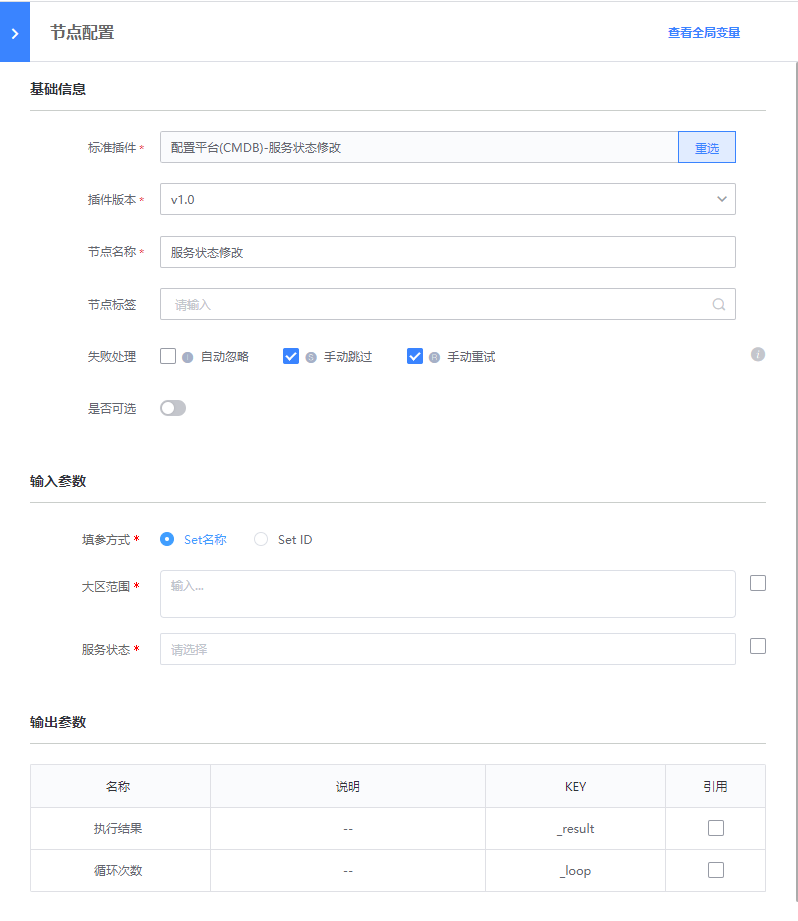 节点配置 查看全局变量
基础信息
标准插件 * 配置平台(CMDB)-服务状态修改 重选
插件版本 * v1.0
节点名称 * 服务状态修改
节点标签 请输入
失败处理 自动忽略 S 手动跳过 R 手动重试
是否可选
输入参数
填参方式 * Set名称 Set ID
大区范围 * 输入...
服务状态 * 请选择
输出参数
名称 说明 KEY 引用
执行结果 -- _result
循环次数 -- _loop